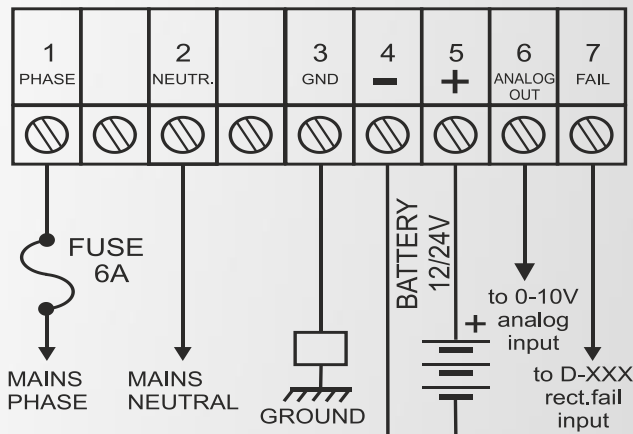 1
PHASE
2
NEUTR.
3
GND
4
−
5
+
6
ANALOG
OUT
7
FAIL
FUSE
6A
MAINS
PHASE
MAINS
NEUTRAL
GROUND
BATTERY
12/24V
+
to 0-10V
analog
input
to D-XXX
rect.fail
input